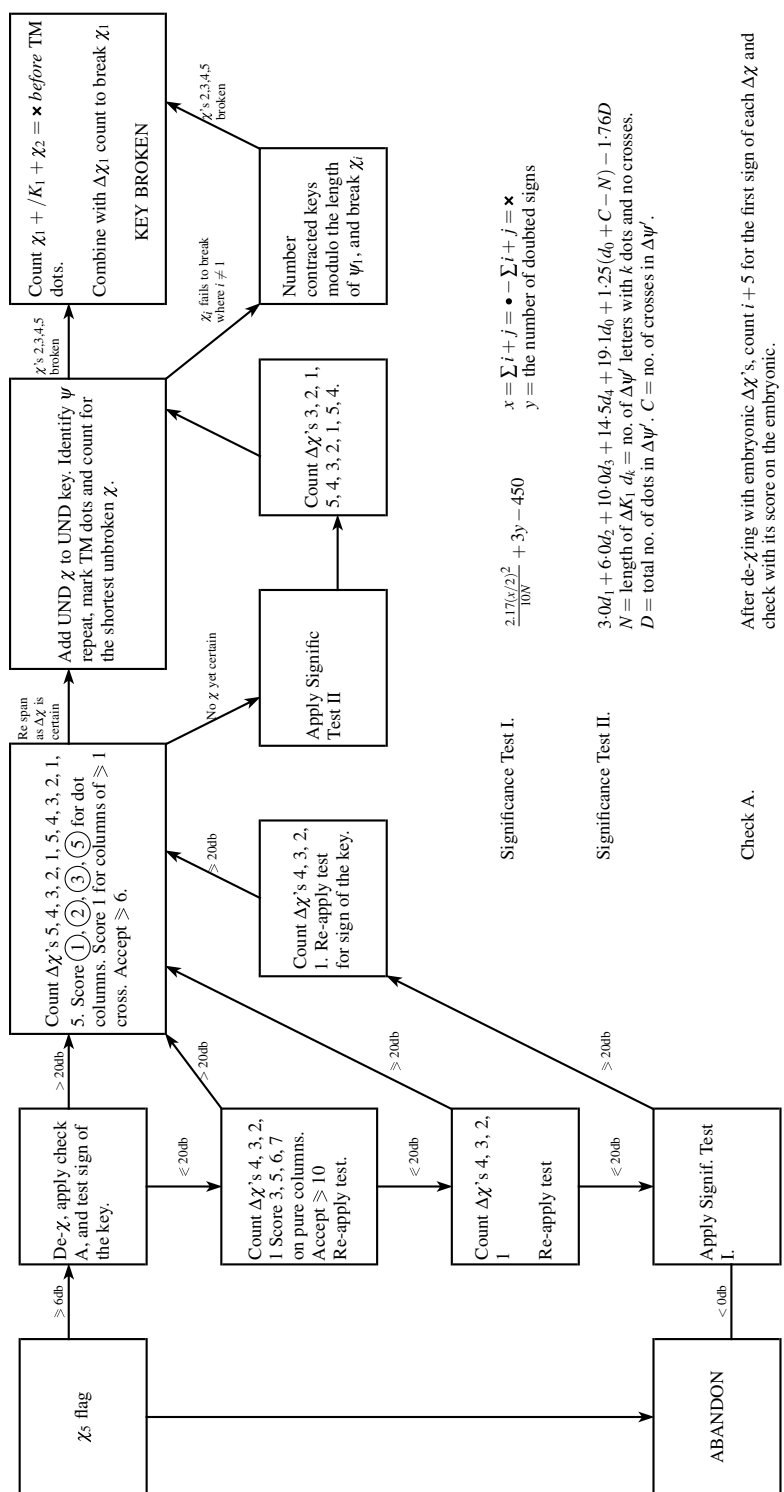 χ₅ flag
⩾ 6db
De-χ, apply check
A, and test sign of
the key.
> 20db
Count Δχ's 5, 4, 3, 2, 1, 5, 4, 3, 2, 1,
5. Score ①, ②, ③, ⑤ for dot
columns. Score 1 for columns of ⩾ 1
cross. Accept ⩾ 6.
Re span
as Δχ is
certain
Add UND χ to UND key. Identify ψ
repeat, mark TM dots and count for
the shortest unbroken χ.
χ's 2,3,4,5
broken
Count χ₁ + /K₁ + χ₂ = × before TM
dots.
Combine with Δχ₁ count to break χ₁
KEY BROKEN
⩽ 20db
Count Δχ's 4, 3, 2,
1 Score 3, 5, 6, 7
on pure columns.
Accept ⩾ 10
Re-apply test.
> 20db
⩽ 20db
Count Δχ's 4, 3, 2,
1
Re-apply test
⩾ 20db
⩽ 20db
Apply Signif. Test
I.
< 0db
ABANDON
⩾ 20db
Count Δχ's 4, 3, 2,
1. Re-apply test
for sign of the key.
⩾ 20db
No χ yet certain
Apply Signific
Test II
Count Δχ's 3, 2, 1,
5, 4, 3, 2, 1, 5, 4.
χᵢ fails to break
where i ≠ 1
Number
contracted keys
modulo the length
of ψ₁, and break χᵢ
χ's 2,3,4,5
broken
Significance Test I. 2·17(x/2)²/10N + 3y − 450 x = ∑ i + j = • − ∑ i + j = ×
y = the number of doubted signs
Significance Test II. 3·0d₁ + 6·0d₂ + 10·0d₃ + 14·5d₄ + 19·1d₀ + 1·25(d₀ + C − N) − 1·76D
N = length of ΔK₁ dₖ = no. of Δψ′ letters with k dots and no crosses.
D = total no. of dots in Δψ′. C = no. of crosses in Δψ′.
Check A. After de-χing with embryonic Δχ's, count i + 5 for the first sign of each Δχ and
check with its score on the embryonic.